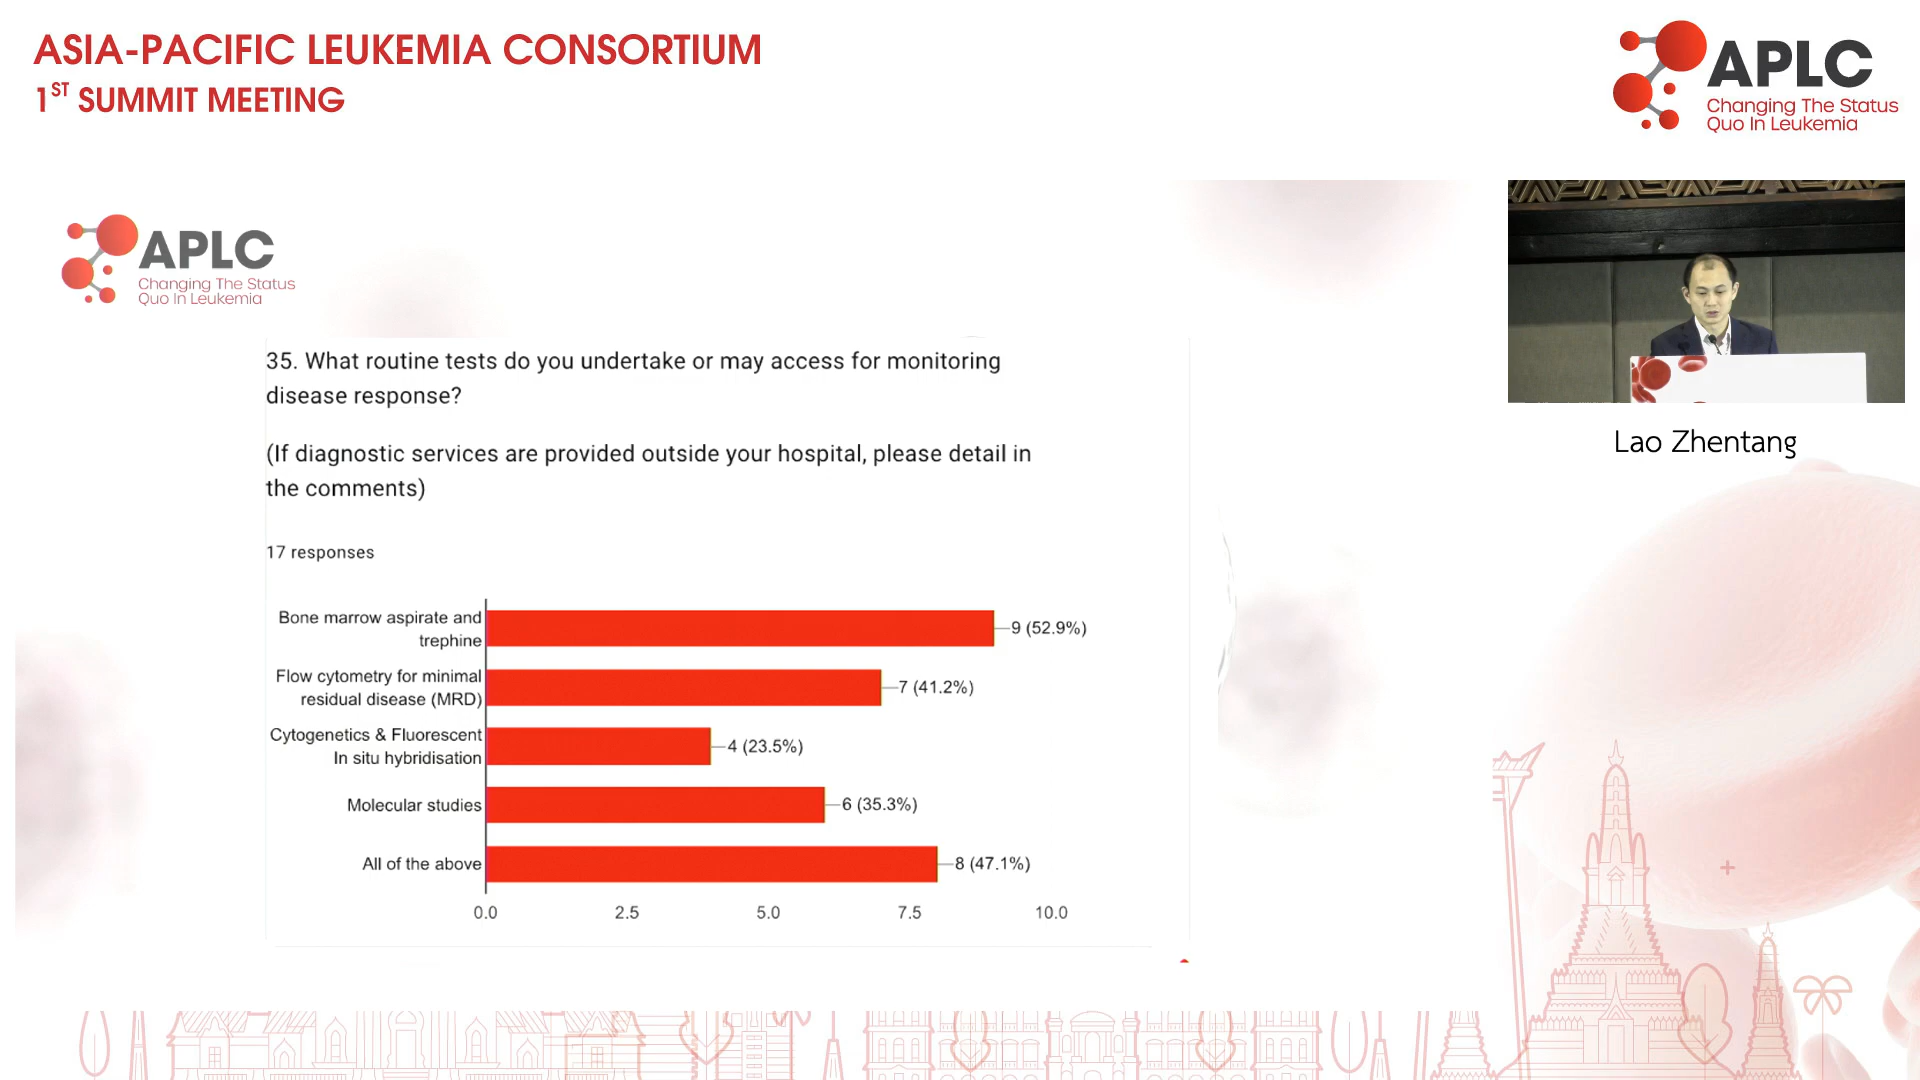 ASIA-PACIFIC LEUKEMIA CONSORTIUM
1ST SUMMIT MEETING
APLC
Changing The Status
Quo In Leukemia
APLC
Changing The Status
Quo In Leukemia
Lao Zhentang
35. What routine tests do you undertake or may access for monitoring
disease response?
(If diagnostic services are provided outside your hospital, please detail in
the comments)
17 responses
Bone marrow aspirate and
trephine
9 (52.9%)
Flow cytometry for minimal
residual disease (MRD)
7 (41.2%)
Cytogenetics & Fluorescent
In situ hybridisation
4 (23.5%)
Molecular studies
6 (35.3%)
All of the above
8 (47.1%)
0.0 2.5 5.0 7.5 10.0